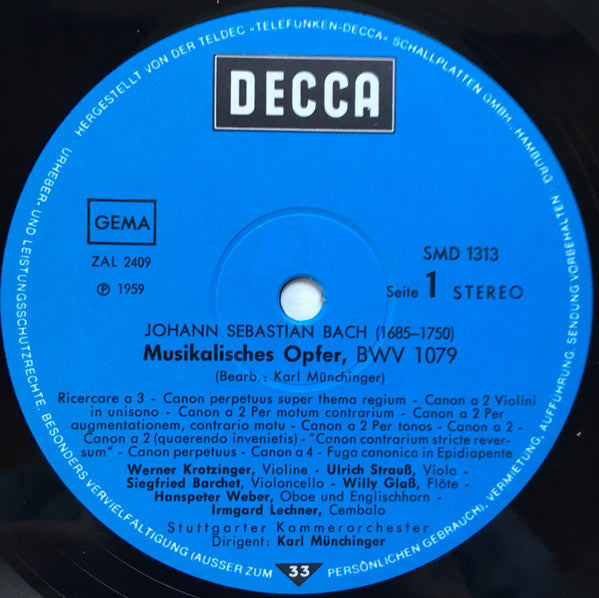 · HERGESTELLT VON DER TELDEC »TELEFUNKEN-DECCA« SCHALLPLATTEN GMBH., HAMBURG ·
URHEBER- UND LEISTUNGSSCHUTZRECHTE, BESONDERS VERVIELFÄLTIGUNG (AUSSER ZUM PERSÖNLICHEN GEBRAUCH), VERMIETUNG, AUFFÜHRUNG, SENDUNG VORBEHALTEN ·
DECCA
GEMA
ZAL 2409
℗ 1959
SMD 1313
Seite 1 STEREO
JOHANN SEBASTIAN BACH (1685-1750)
Musikalisches Opfer, BWV 1079
(Bearb.: Karl Münchinger)
Ricercare a 3 - Canon perpetuus super thema regium - Canon a 2 Violini
in unisono - Canon a 2 Per motum contrarium - Canon a 2 Per
augmentationem, contrario motu - Canon a 2 Per tonos - Canon a 2 -
Canon a 2 (quaerendo invenietis) - "Canon contrarium stricte rever-
sum" - Canon perpetuus - Canon a 4 - Fuga canonica in Epidiapente
Werner Krotzinger, Violine - Ulrich Strauß, Viola -
Siegfried Barchet, Violoncello - Willy Glaß, Flöte -
Hanspeter Weber, Oboe und Englischhorn -
Irmgard Lechner, Cembalo
Stuttgarter Kammerorchester
Dirigent: Karl Münchinger
33